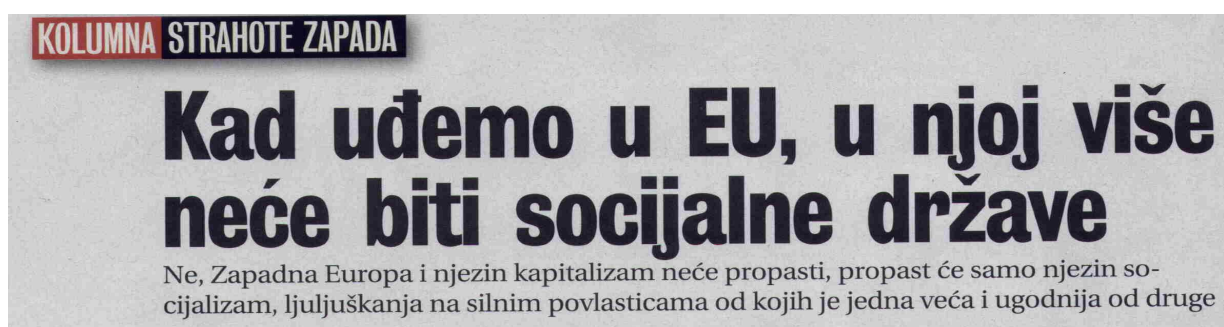 KOLUMNA STRAHOTE ZAPADA
Kad uđemo u EU, u njoj više
neće biti socijalne države
Ne, Zapadna Europa i njezin kapitalizam neće propasti, propast će samo njezin so-
cijalizam, ljuljuškanja na silnim povlasticama od kojih je jedna veća i ugodnija od druge